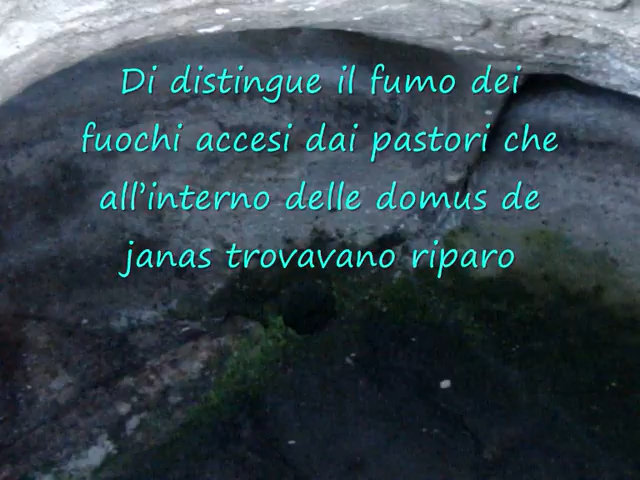 Di distingue il fumo dei
fuochi accesi dai pastori che
all’interno delle domus de
janas trovavano riparo